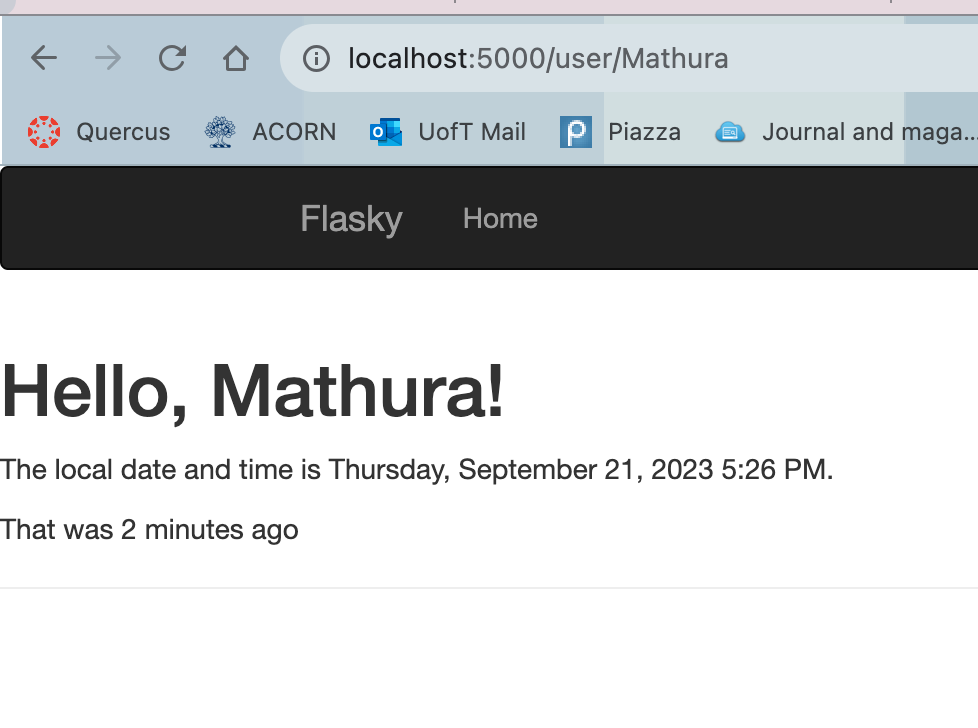 localhost:5000/user/Mathura
Quercus ACORN UofT Mail Piazza Journal and maga...
Flasky Home
Hello, Mathura!
The local date and time is Thursday, September 21, 2023 5:26 PM.
That was 2 minutes ago